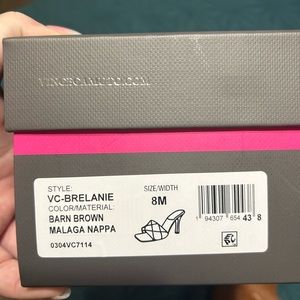 VINCECAMUTO.COM
STYLE:
VC-BRELANIE
COLOR/MATERIAL:
BARN BROWN
MALAGA NAPPA
0304VC7114
SIZE/WIDTH
8M
1 94307 654 43 8